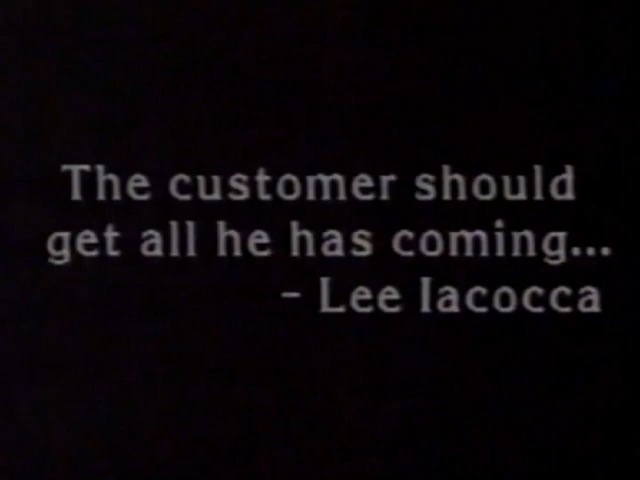 The customer should
get all he has coming...
- Lee Iacocca